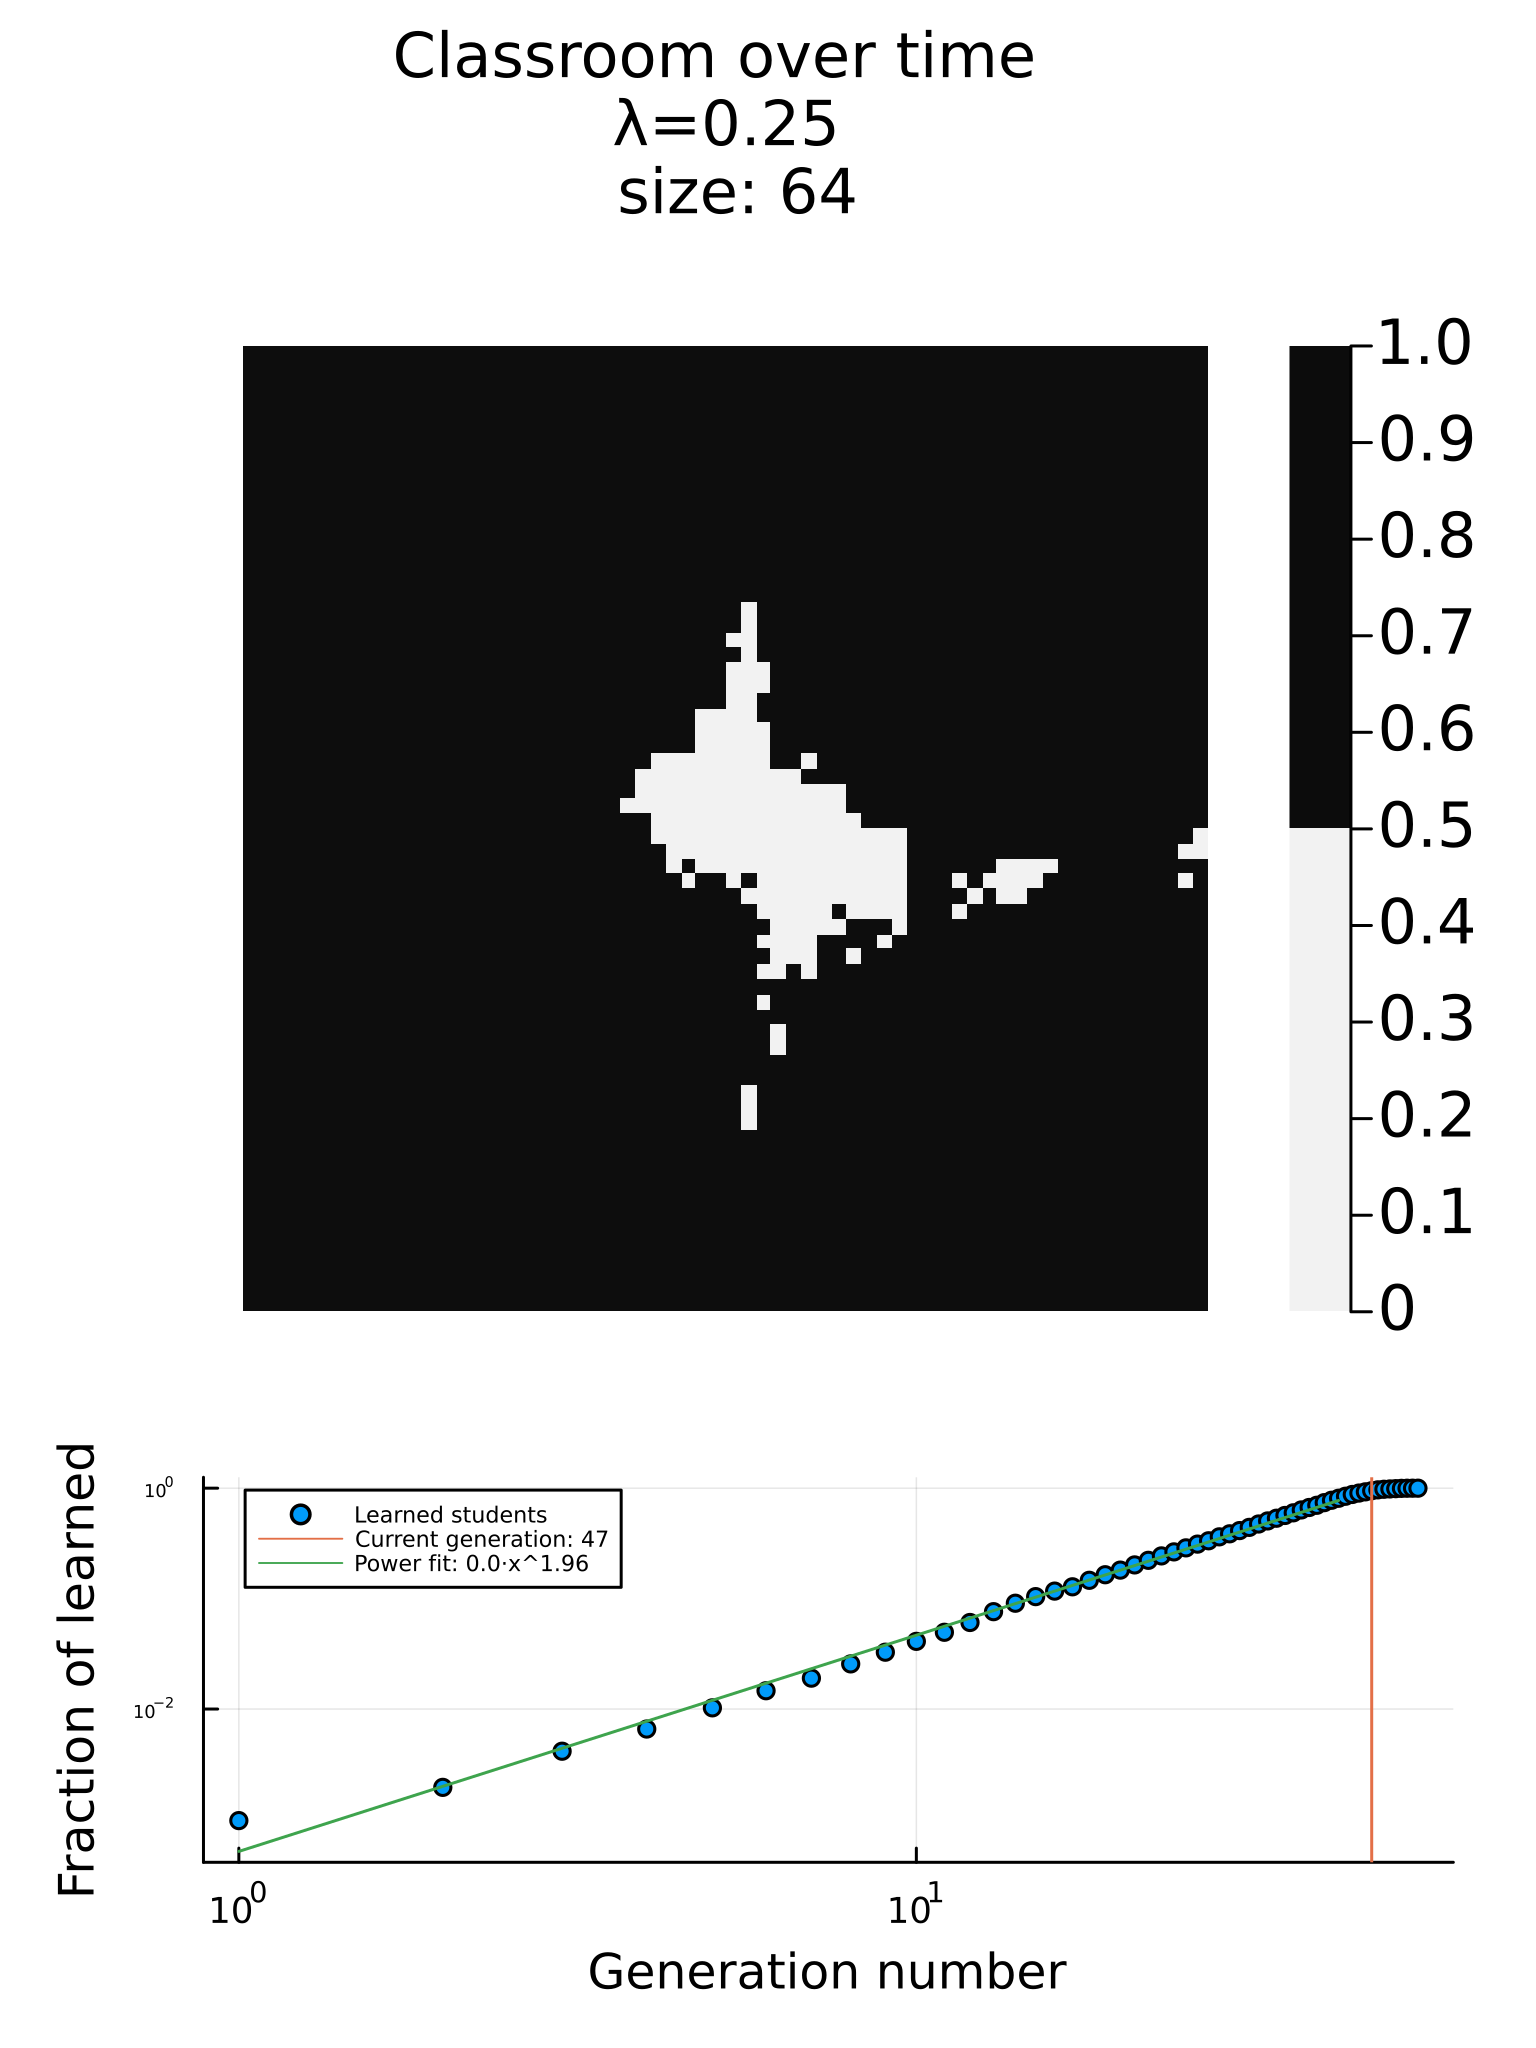 Classroom over time
λ=0.25
size: 64
1.0
0.9
0.8
0.7
0.6
0.5
0.4
0.3
0.2
0.1
0
Fraction of learned
10^0
10^−2
Learned students
Current generation: 47
Power fit: 0.0·x^1.96
10^0
10^1
Generation number